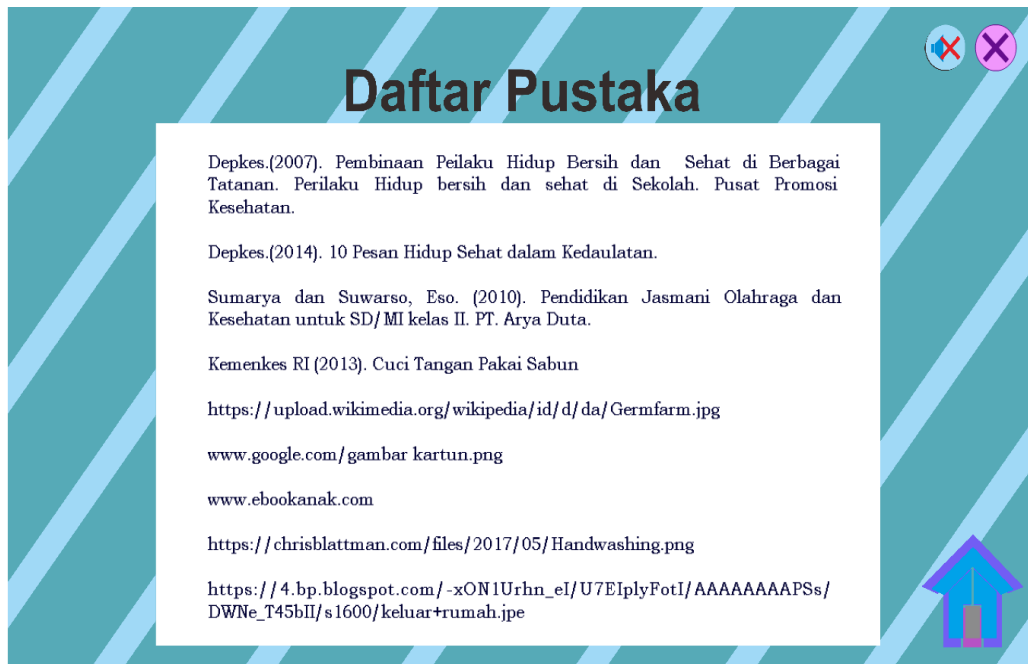 Daftar Pustaka
Depkes.(2007). Pembinaan Peilaku Hidup Bersih dan Sehat di Berbagai
Tatanan. Perilaku Hidup bersih dan sehat di Sekolah. Pusat Promosi
Kesehatan.
Depkes.(2014). 10 Pesan Hidup Sehat dalam Kedaulatan.
Sumarya dan Suwarso, Eso. (2010). Pendidikan Jasmani Olahraga dan
Kesehatan untuk SD/MI kelas II. PT. Arya Duta.
Kemenkes RI (2013). Cuci Tangan Pakai Sabun
https://upload.wikimedia.org/wikipedia/id/d/da/Germfarm.jpg
www.google.com/gambar kartun.png
www.ebookanak.com
https://chrisblattman.com/files/2017/05/Handwashing.png
https://4.bp.blogspot.com/-xON1Urhn_eI/U7EIplyFotI/AAAAAAAAPSs/
DWNe_T45bII/s1600/keluar+rumah.jpe